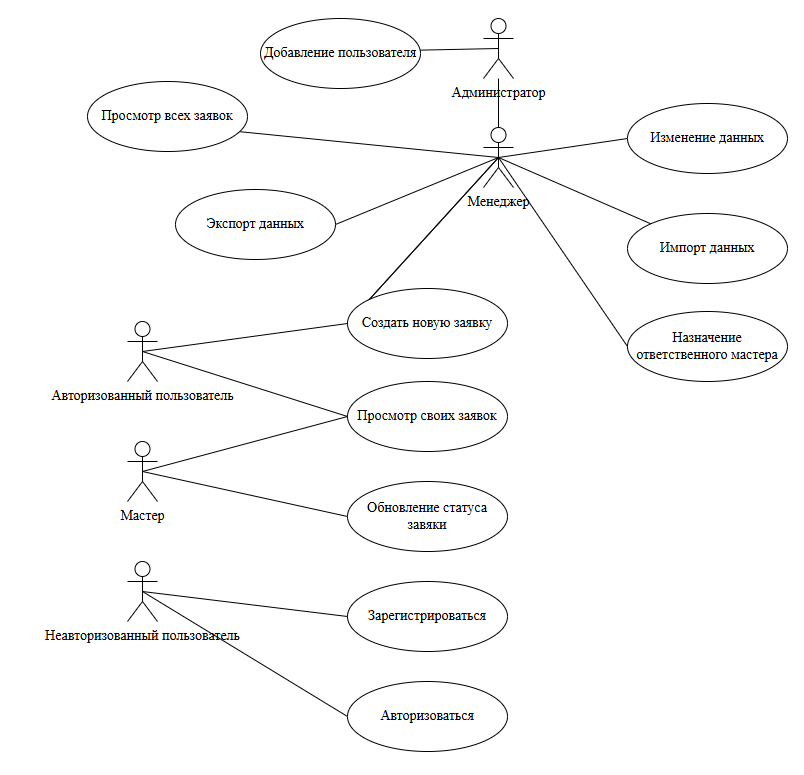 Добавление пользователя
Администратор
Просмотр всех заявок
Изменение данных
Менеджер
Экспорт данных
Импорт данных
Создать новую заявку
Назначение
ответственного мастера
Авторизованный пользователь
Просмотр своих заявок
Мастер
Обновление статуса
завяки
Зарегистрироваться
Неавторизованный пользователь
Авторизоваться